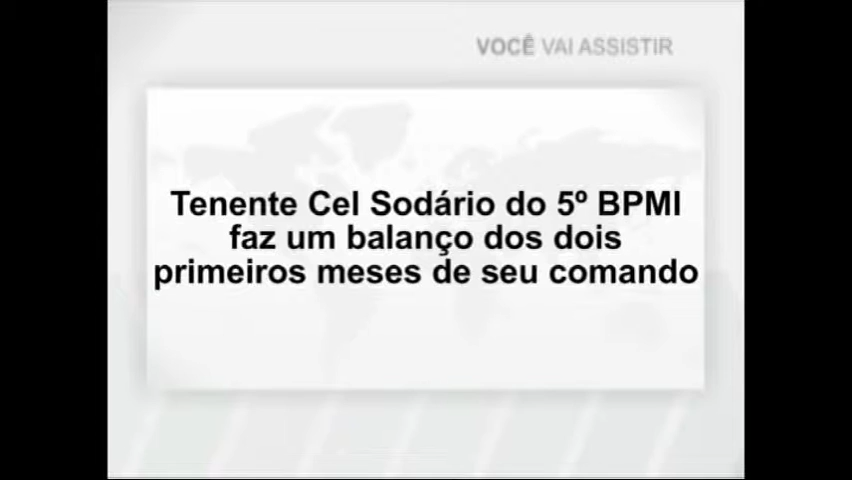 VOCÊ VAI ASSISTIR
Tenente Cel Sodário do 5º BPMI
faz um balanço dos dois
primeiros meses de seu comando